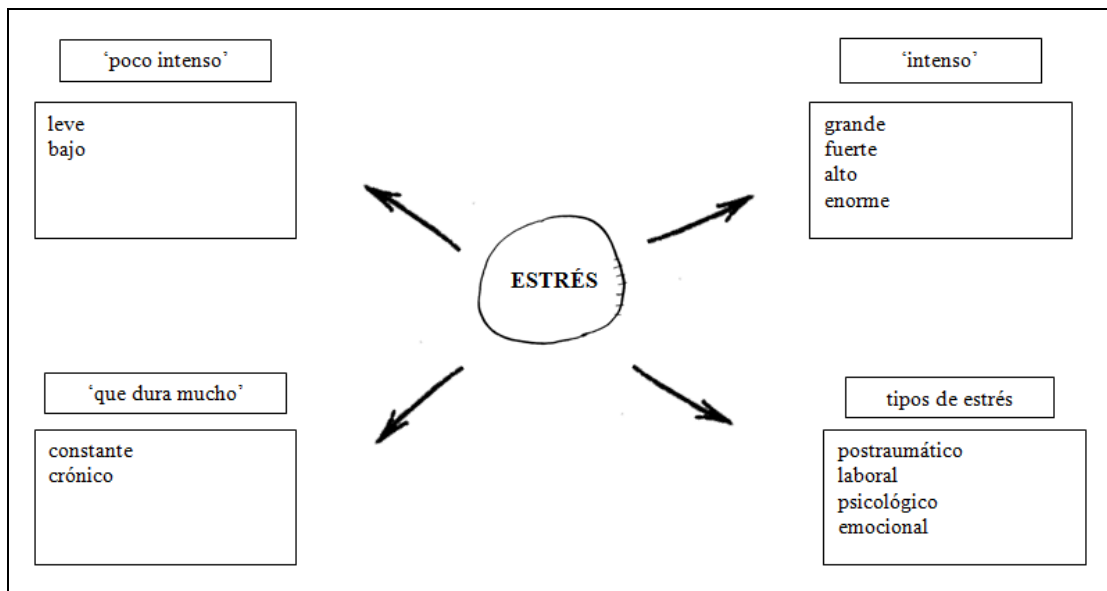 ‘poco intenso’
leve
bajo
‘intenso’
grande
fuerte
alto
enorme
ESTRÉS
‘que dura mucho’
constante
crónico
tipos de estrés
postraumático
laboral
psicológico
emocional